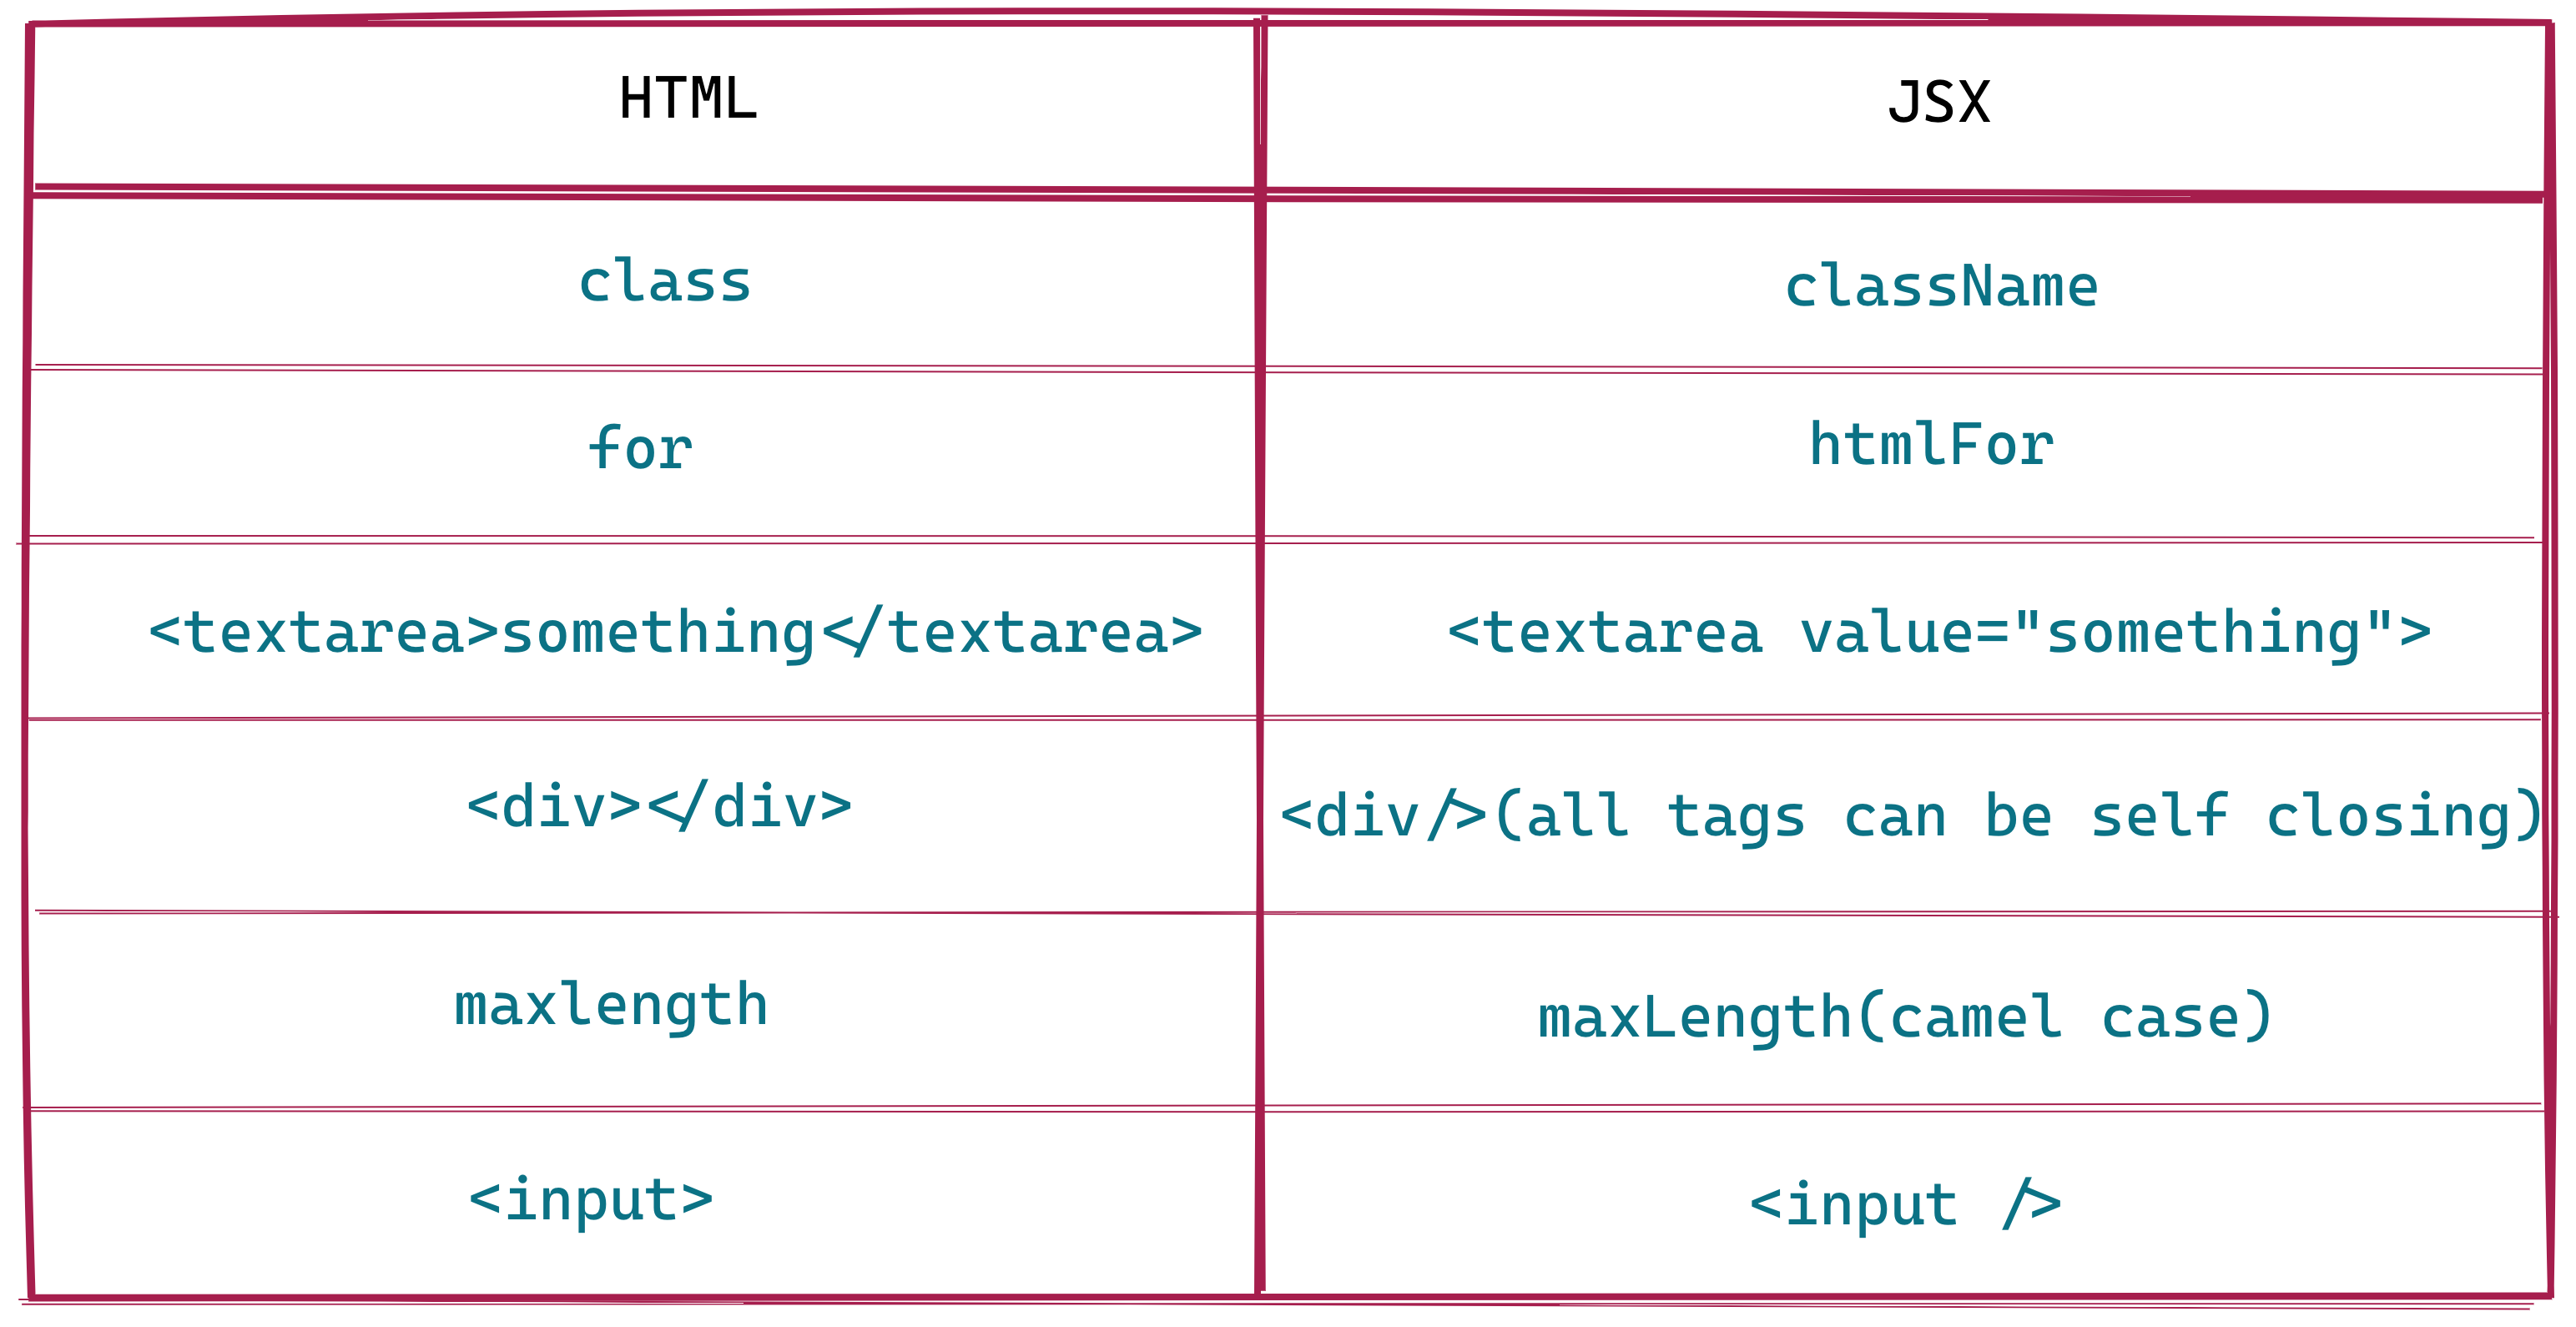 HTML JSX
class className
for htmlFor
<textarea>something</textarea> <textarea value="something">
<div></div> <div/>(all tags can be self closing)
maxlength maxLength(camel case)
<input> <input />